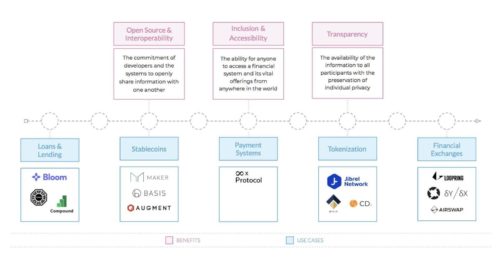 Open Source &
Interoperability
Inclusion &
Accessibility
Transparency
The commitment of
developers and the
systems to openly
share information with
one another
The ability for anyone
to access a financial
system and its vital
offerings from
anywhere in the world
The availability of the
information to all
participants with the
preservation of
individual privacy
Loans &
Lending
Stablecoins
Payment
Systems
Tokenization
Financial
Exchanges
Bloom
Compound
MAKER
BASIS
AUGMENT
Protocol
Jibrel
Network
CD.
LOOPRING
δY/δX
AIRSWAP
BENEFITS
USE CASES